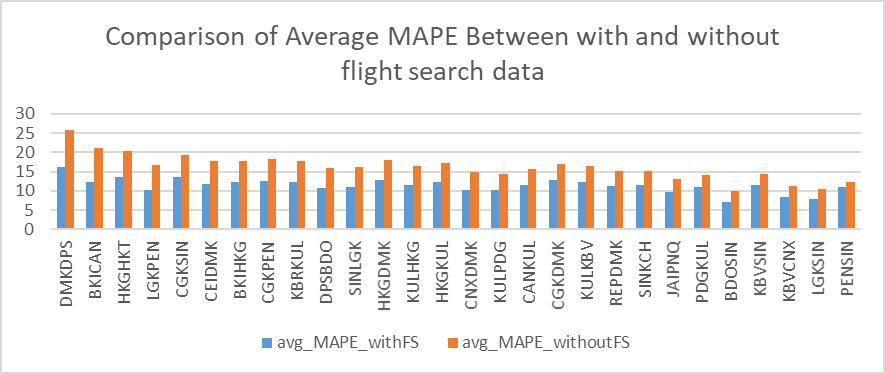 Comparison of Average MAPE Between with and without
flight search data
30
25
20
15
10
5
0
DMKDPS
BKICAN
HKGHKT
LGKPEN
CGKSIN
CEIDMK
BKIHKG
CGKPEN
KBRKUL
DPSBDO
SINLGK
HKGDMK
KULHKG
HKGKUL
CNXDMK
KULPDG
CANKUL
CGKDMK
KULKBV
REPDMK
SINKCH
JAIPNQ
PDGKUL
BDOSIN
KBVSIN
KBVCNX
LGKSIN
PENSIN
avg_MAPE_withFS
avg_MAPE_withoutFS